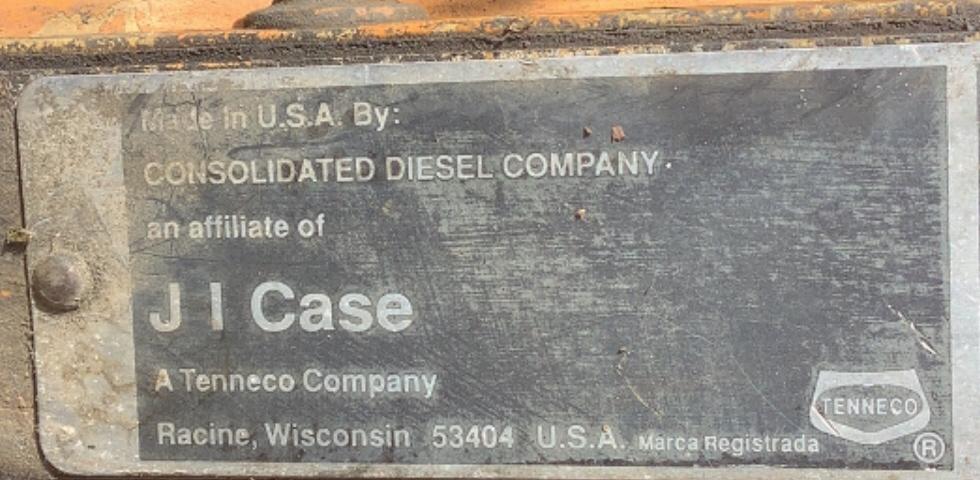 Made in U.S.A. By:
CONSOLIDATED DIESEL COMPANY.
an affiliate of
J I Case
A Tenneco Company
Racine, Wisconsin 53404 U.S.A. Marca Registrada
TENNECO
®